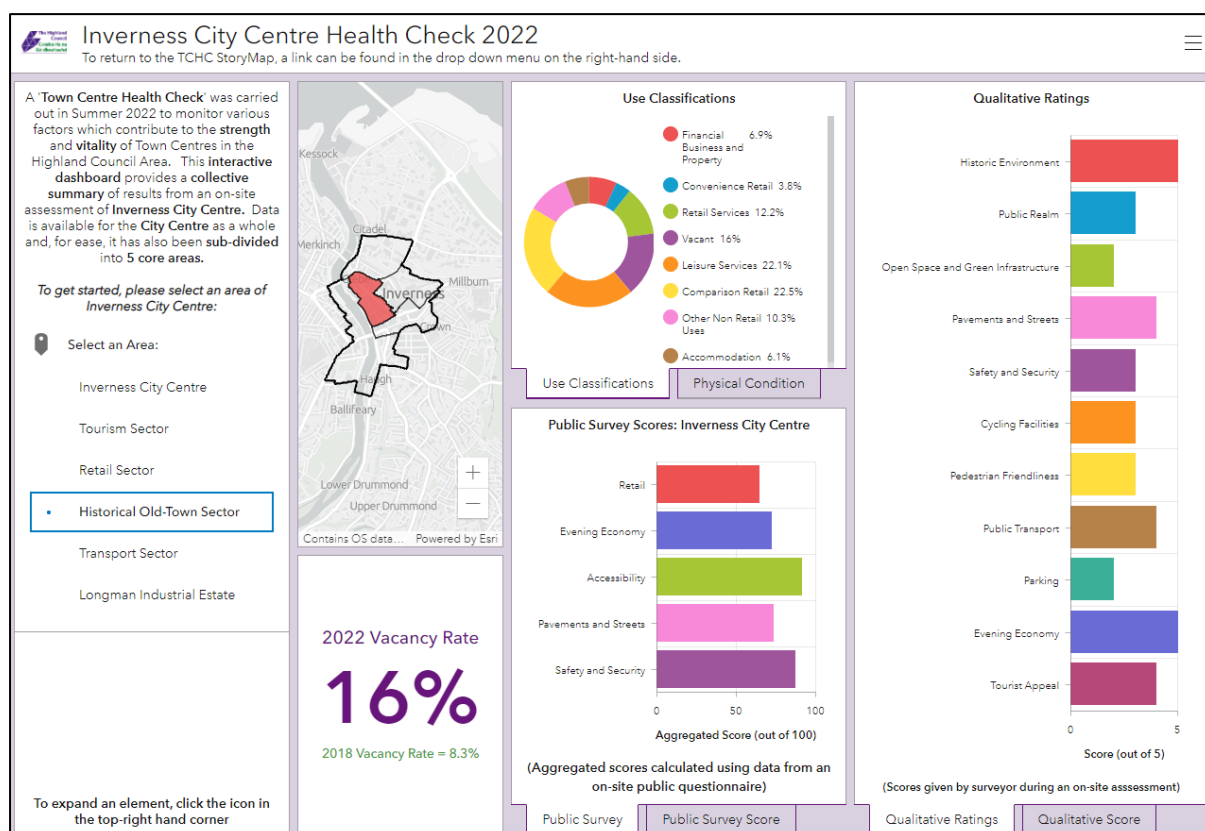 The Highland
Council
Comhairle na
Gàidhealtachd
Inverness City Centre Health Check 2022
To return to the TCHC StoryMap, a link can be found in the drop down menu on the right-hand side.
A 'Town Centre Health Check' was carried
out in Summer 2022 to monitor various
factors which contribute to the strength
and vitality of Town Centres in the
Highland Council Area. This interactive
dashboard provides a collective
summary of results from an on-site
assessment of Inverness City Centre. Data
is available for the City Centre as a whole
and, for ease, it has also been sub-divided
into 5 core areas.
To get started, please select an area of
Inverness City Centre:
Select an Area:
Inverness City Centre
Tourism Sector
Retail Sector
Historical Old-Town Sector
Transport Sector
Longman Industrial Estate
To expand an element, click the icon in
the top-right hand corner
Kessock
Citadel
Merkinch
Millburn
Inverness
Crown
Haugh
Ballifeary
Lower Drummond
Upper Drummond
+
−
Contains OS data... Powered by Esri
2022 Vacancy Rate
16%
2018 Vacancy Rate = 8.3%
Use Classifications
Financial 6.9%
Business and
Property
Convenience Retail 3.8%
Retail Services 12.2%
Vacant 16%
Leisure Services 22.1%
Comparison Retail 22.5%
Other Non Retail 10.3%
Uses
Accommodation 6.1%
Use Classifications
Physical Condition
Public Survey Scores: Inverness City Centre
Retail
Evening Economy
Accessibility
Pavements and Streets
Safety and Security
0 50 100
Aggregated Score (out of 100)
(Aggregated scores calculated using data from an
on-site public questionnaire)
Public Survey
Public Survey Score
Qualitative Ratings
Historic Environment
Public Realm
Open Space and Green Infrastructure
Pavements and Streets
Safety and Security
Cycling Facilities
Pedestrian Friendliness
Public Transport
Parking
Evening Economy
Tourist Appeal
0 5
Score (out of 5)
(Scores given by surveyor during an on-site asssessment)
Qualitative Ratings
Qualitative Score